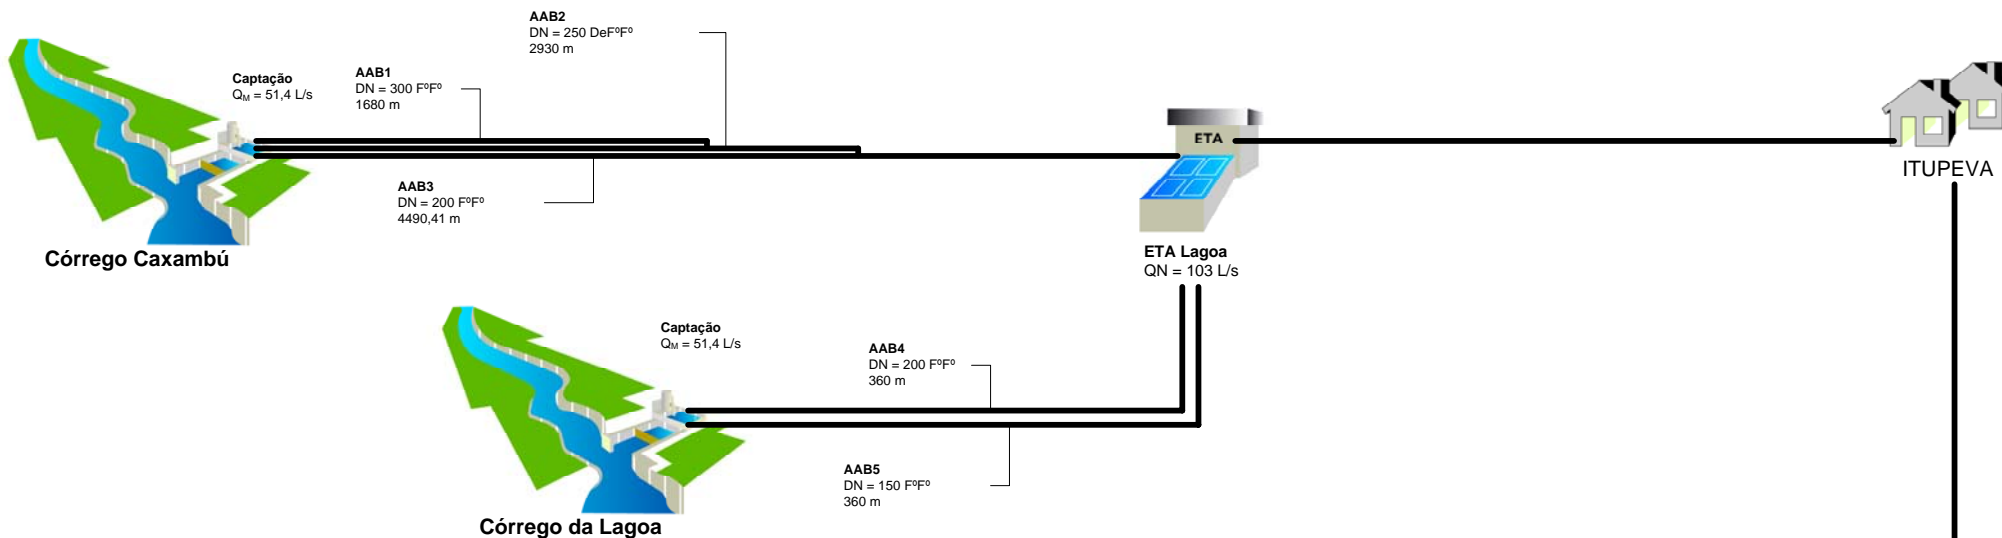 AAB2
DN = 250 DeFºFº
2930 m
Captação
QM = 51,4 L/s
AAB1
DN = 300 FºFº
1680 m
ETA
ITUPEVA
AAB3
DN = 200 FºFº
4490,41 m
Córrego Caxambú
ETA Lagoa
QN = 103 L/s
Captação
QM = 51,4 L/s
AAB4
DN = 200 FºFº
360 m
AAB5
DN = 150 FºFº
360 m
Córrego da Lagoa